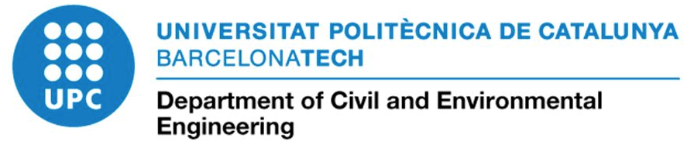 UPC
UNIVERSITAT POLITÈCNICA DE CATALUNYA
BARCELONATECH
Department of Civil and Environmental
Engineering